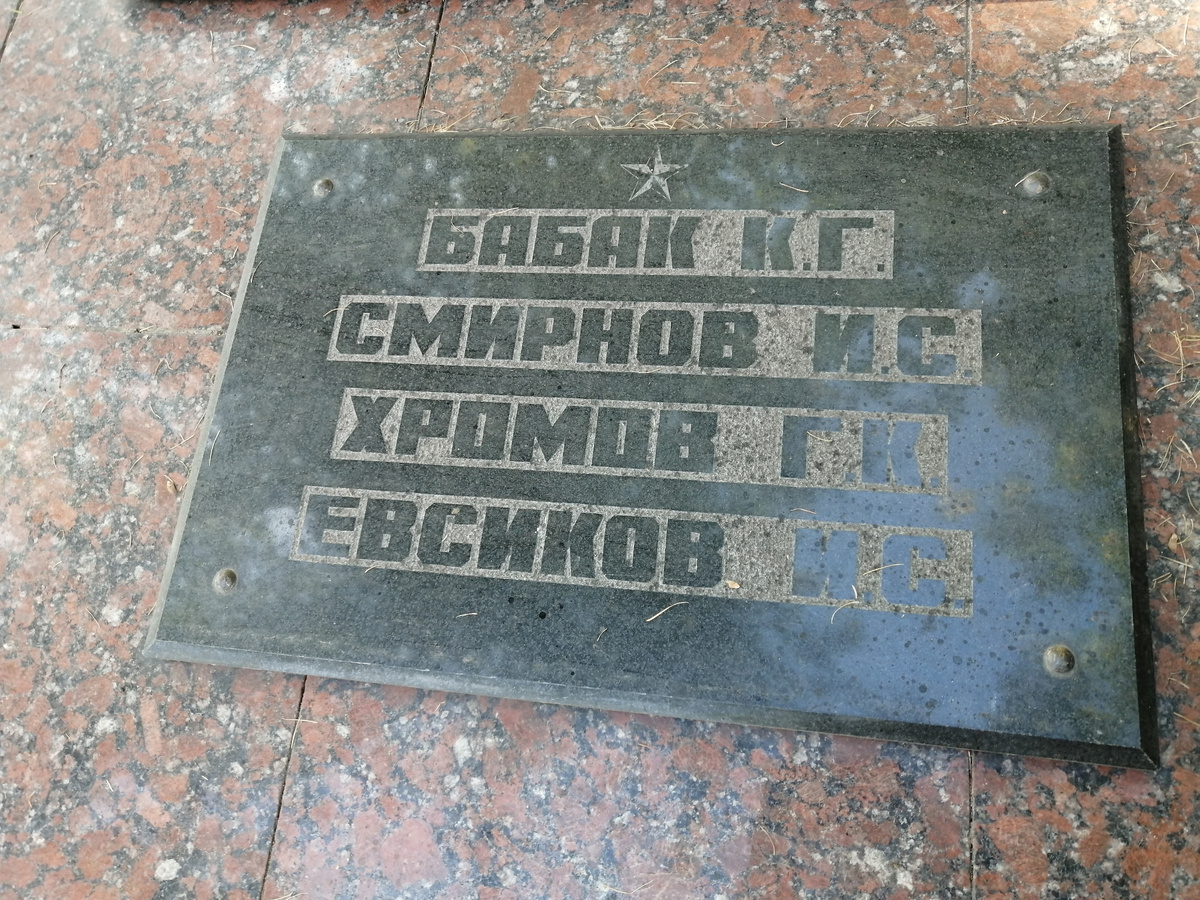 БАБАК К.Г.
СМИРНОВ И.С.
ХРОМОВ Г.К.
ЕВСИКОВ И.С.